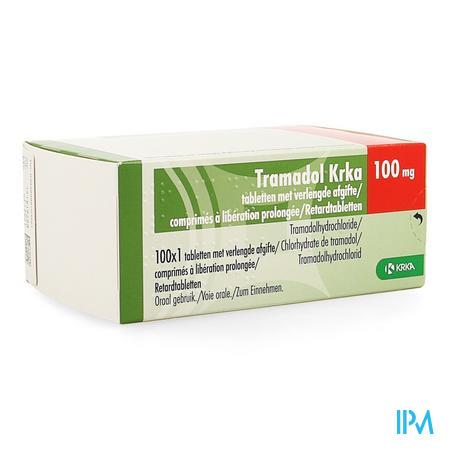 Tramadol Krka 100 mg
tabletten met verlengde afgifte/
comprimés à libération prolongée/Retardtabletten
Tramadolhydrochloride/
Chlorhydrate de tramadol/
Tramadolhydrochlorid
100x1 tabletten met verlengde afgifte/
comprimés à libération prolongée/
Retardtabletten
Oraal gebruik./Voie orale./Zum Einnehmen.
KRKA
IPM